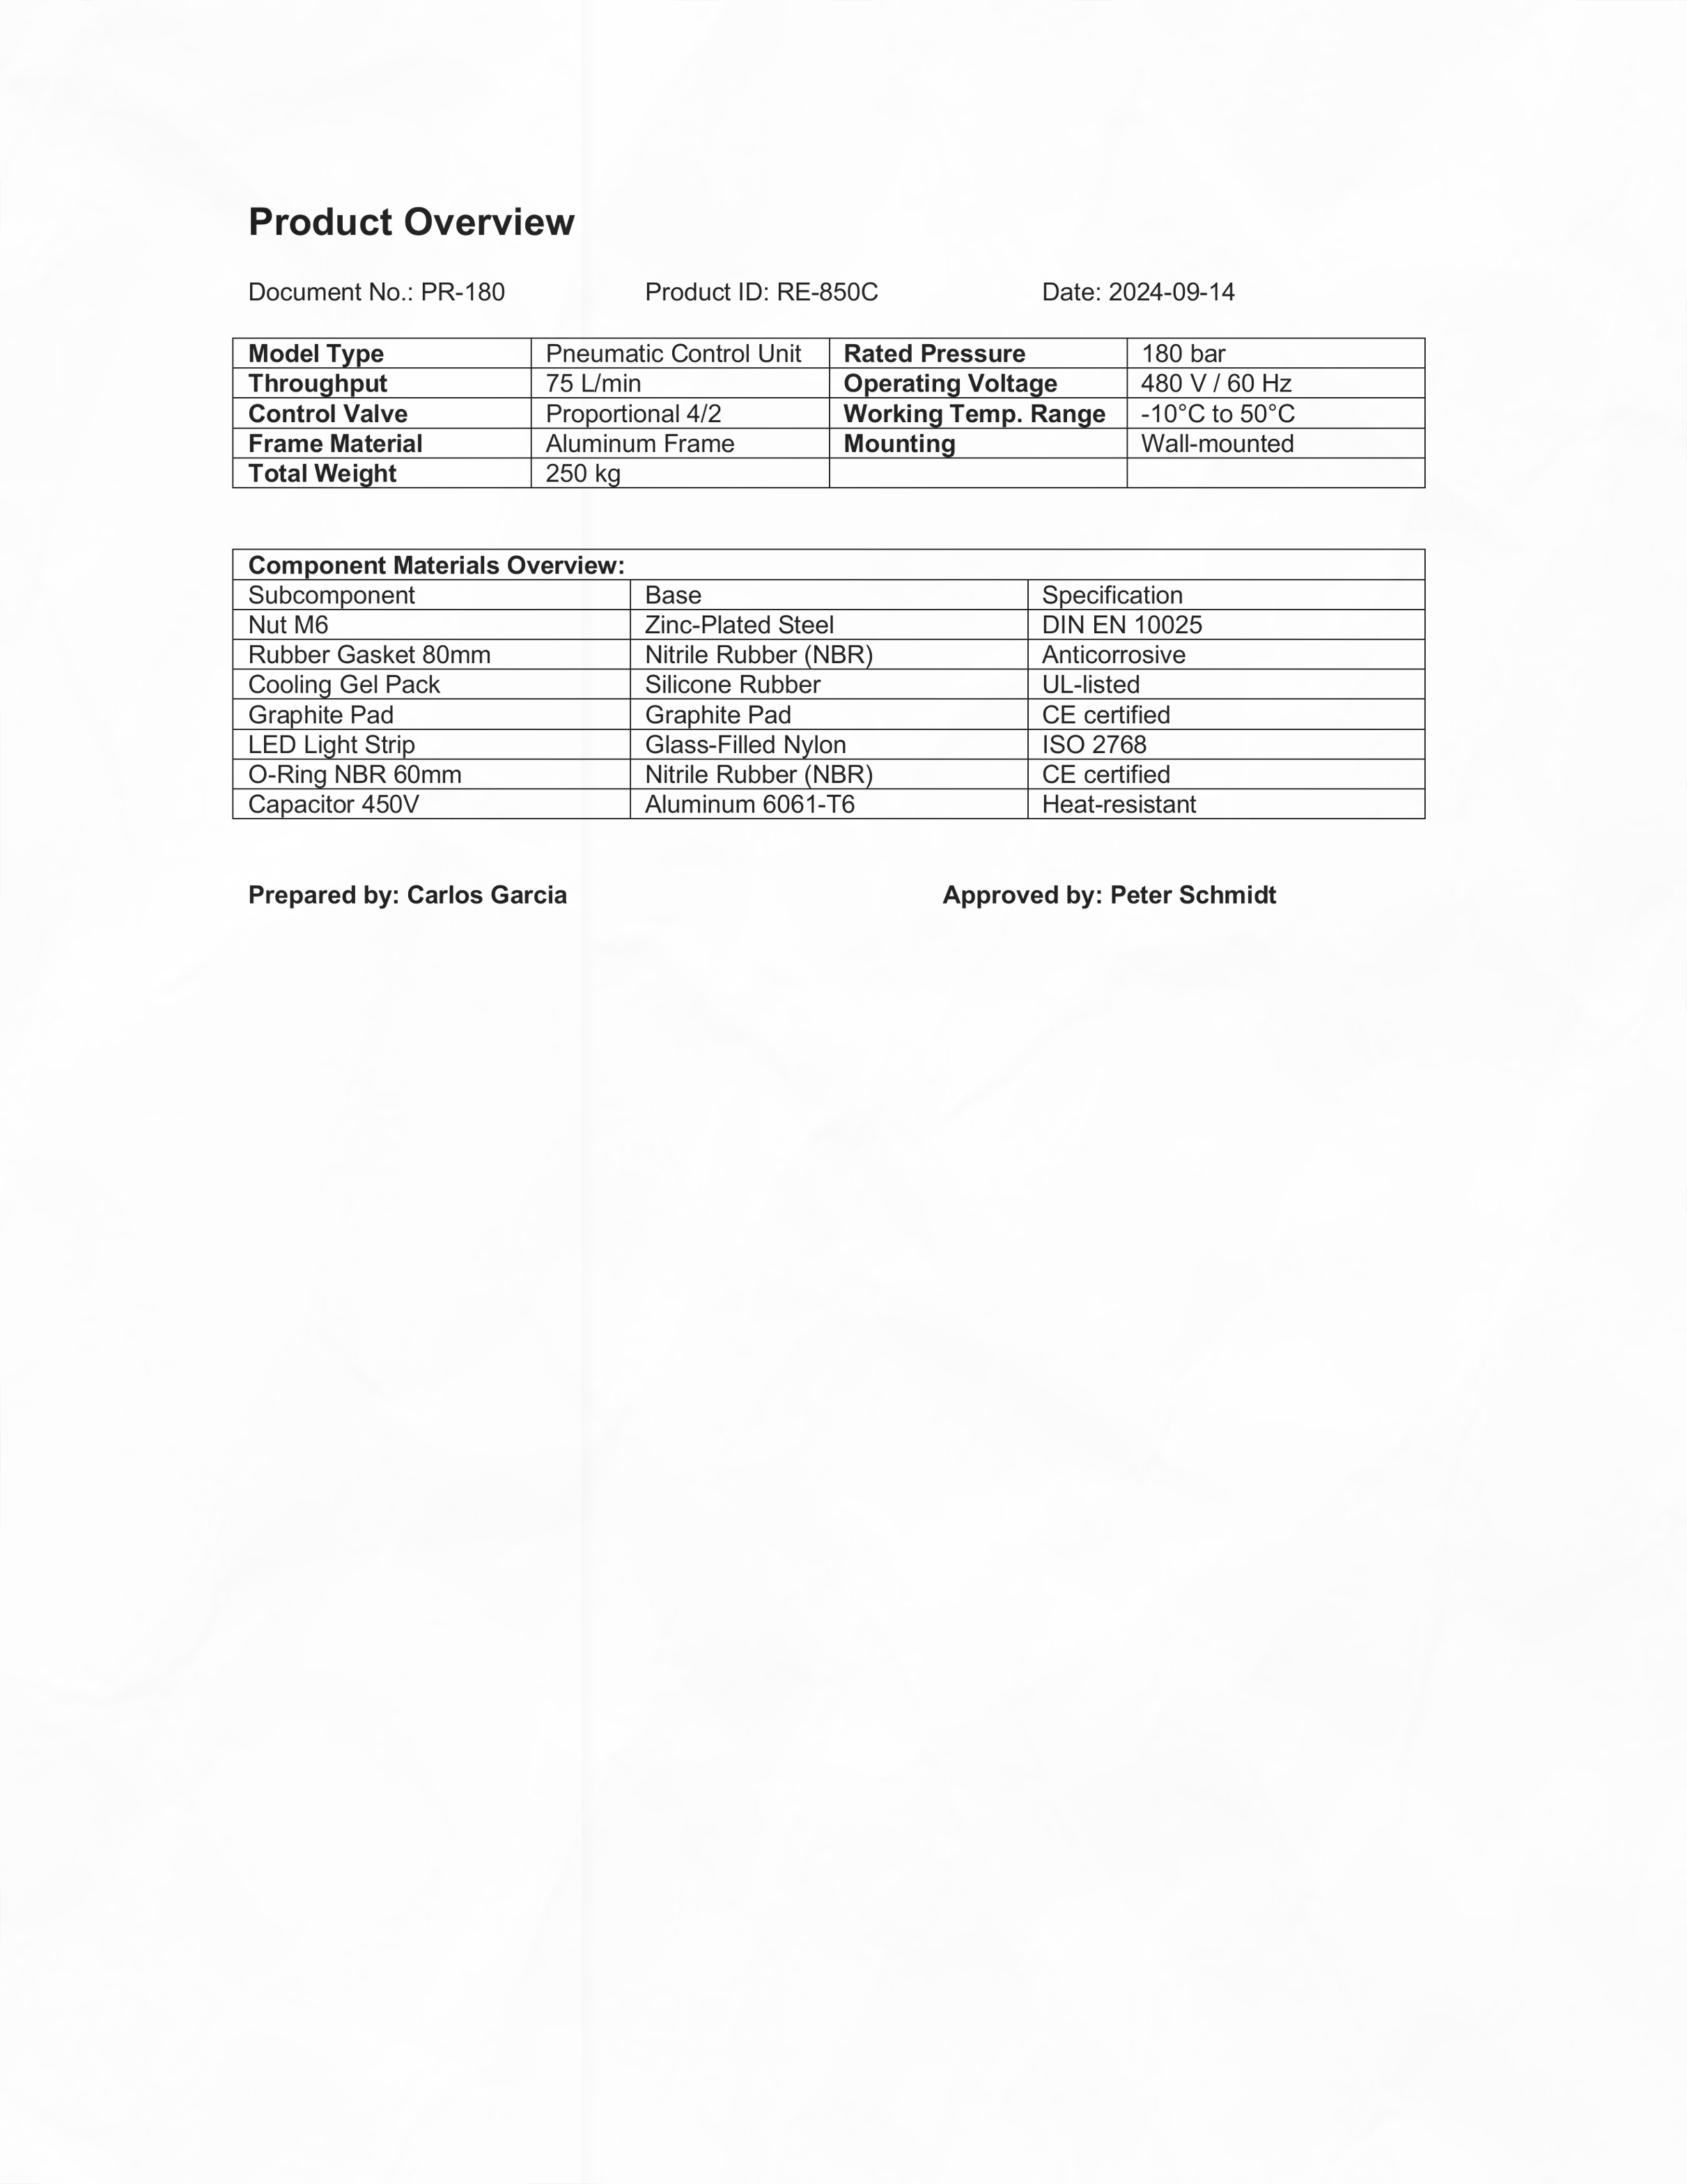 Product Overview
Document No.: PR-180 Product ID: RE-850C Date: 2024-09-14
Model Type Pneumatic Control Unit Rated Pressure 180 bar
Throughput 75 L/min Operating Voltage 480 V / 60 Hz
Control Valve Proportional 4/2 Working Temp. Range -10°C to 50°C
Frame Material Aluminum Frame Mounting Wall-mounted
Total Weight 250 kg
Component Materials Overview:
Subcomponent Base Specification
Nut M6 Zinc-Plated Steel DIN EN 10025
Rubber Gasket 80mm Nitrile Rubber (NBR) Anticorrosive
Cooling Gel Pack Silicone Rubber UL-listed
Graphite Pad Graphite Pad CE certified
LED Light Strip Glass-Filled Nylon ISO 2768
O-Ring NBR 60mm Nitrile Rubber (NBR) CE certified
Capacitor 450V Aluminum 6061-T6 Heat-resistant
Prepared by: Carlos Garcia Approved by: Peter Schmidt